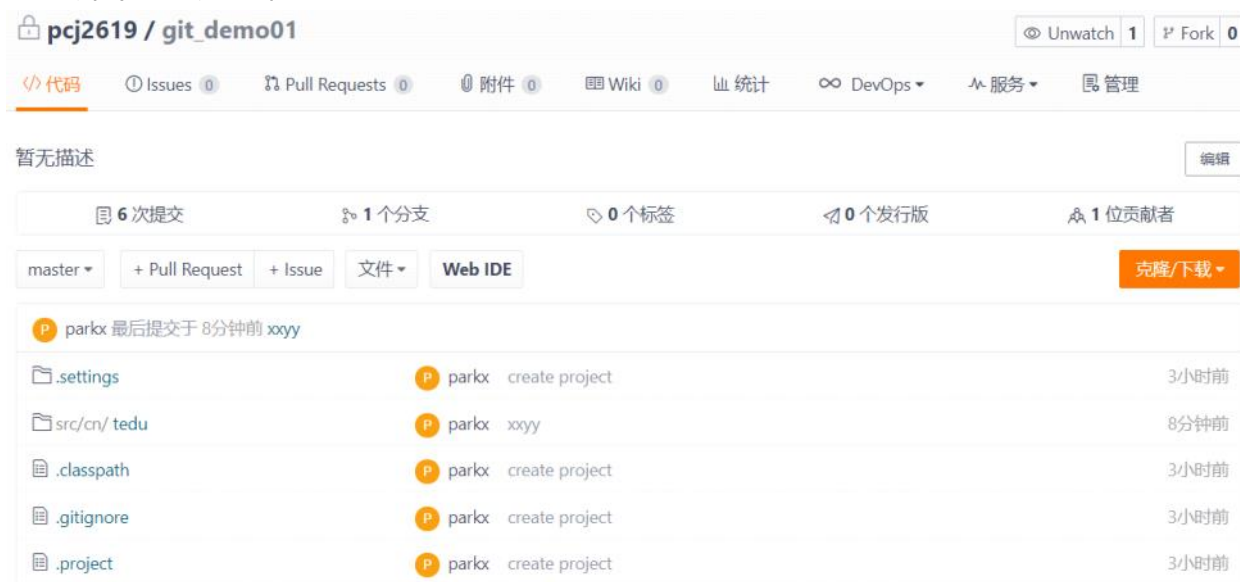 pcj2619 / git_demo01 Unwatch 1 Fork 0
代码 Issues 0 Pull Requests 0 附件 0 Wiki 0 统计 DevOps 服务 管理
暂无描述 编辑
6 次提交 1 个分支 0 个标签 0 个发行版 1 位贡献者
master + Pull Request + Issue 文件 Web IDE 克隆/下载
P parkx 最后提交于 8分钟前 xxyy
.settings P parkx create project 3小时前
src/cn/ tedu P parkx xxyy 8分钟前
.classpath P parkx create project 3小时前
.gitignore P parkx create project 3小时前
.project P parkx create project 3小时前